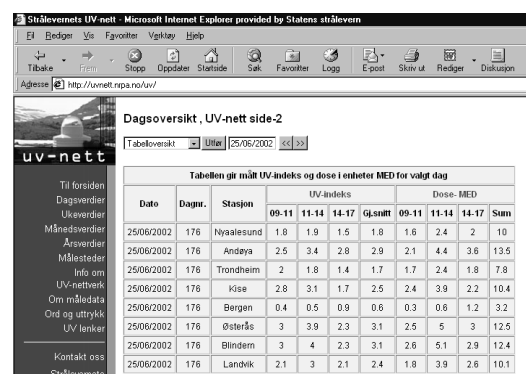 Strålevernets UV-nett - Microsoft Internet Explorer provided by Statens strålevern
Fil Rediger Vis Favoritter Verktøy Hjelp
Tilbake Frem Stopp Oppdater Startside Søk Favoritter Logg E-post Skriv ut Rediger Diskusjon
Adresse http://uvnett.nrpa.no/uv/
uv-nett
Til forsiden
Dagsverdier
Ukeverdier
Månedsverdier
Årsverdier
Målesteder
Info om
UV-nettverk
Om måledata
Ord og uttrykk
UV lenker
Kontakt oss
Dagsoversikt , UV-nett side-2
Tabelloversikt Utfør 25/06/2002 << >>
Tabellen gir målt UV-indeks og dose i enheter MED for valgt dag
Dato Dagnr. Stasjon UV-indeks Dose- MED
09-11 11-14 14-17 Gj.snitt 09-11 11-14 14-17 Sum
25/06/2002 176 Nyaalesund 1.8 1.9 1.5 1.8 1.6 2.4 2 10
25/06/2002 176 Andøya 2.5 3.4 2.8 2.9 2.1 4.4 3.6 13.5
25/06/2002 176 Trondheim 2 1.8 1.4 1.7 1.7 2.4 1.8 7.8
25/06/2002 176 Kise 2.8 3.1 1.7 2.5 2.4 3.9 2.2 10.4
25/06/2002 176 Bergen 0.4 0.5 0.9 0.6 0.3 0.6 1.2 3.2
25/06/2002 176 Østerås 3 3.9 2.3 3.1 2.5 5 3 12.5
25/06/2002 176 Blindern 3 4 2.3 3.1 2.6 5.1 2.9 12.4
25/06/2002 176 Landvik 2.1 3 2.1 2.4 1.8 3.9 2.6 10.1